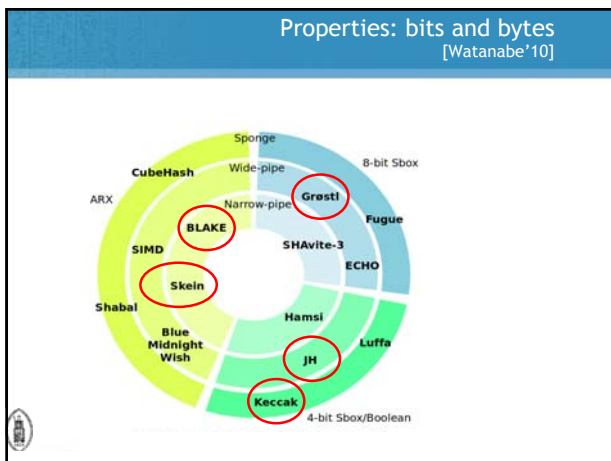 Properties: bits and bytes
[Watanabe'10]
Sponge
8-bit Sbox
CubeHash
Wide-pipe
ARX
Grøstl
Narrow-pipe
Fugue
BLAKE
SHAvite-3
SIMD
ECHO
Skein
Shabal
Hamsi
Blue
Midnight
Wish
Luffa
JH
Keccak
4-bit Sbox/Boolean